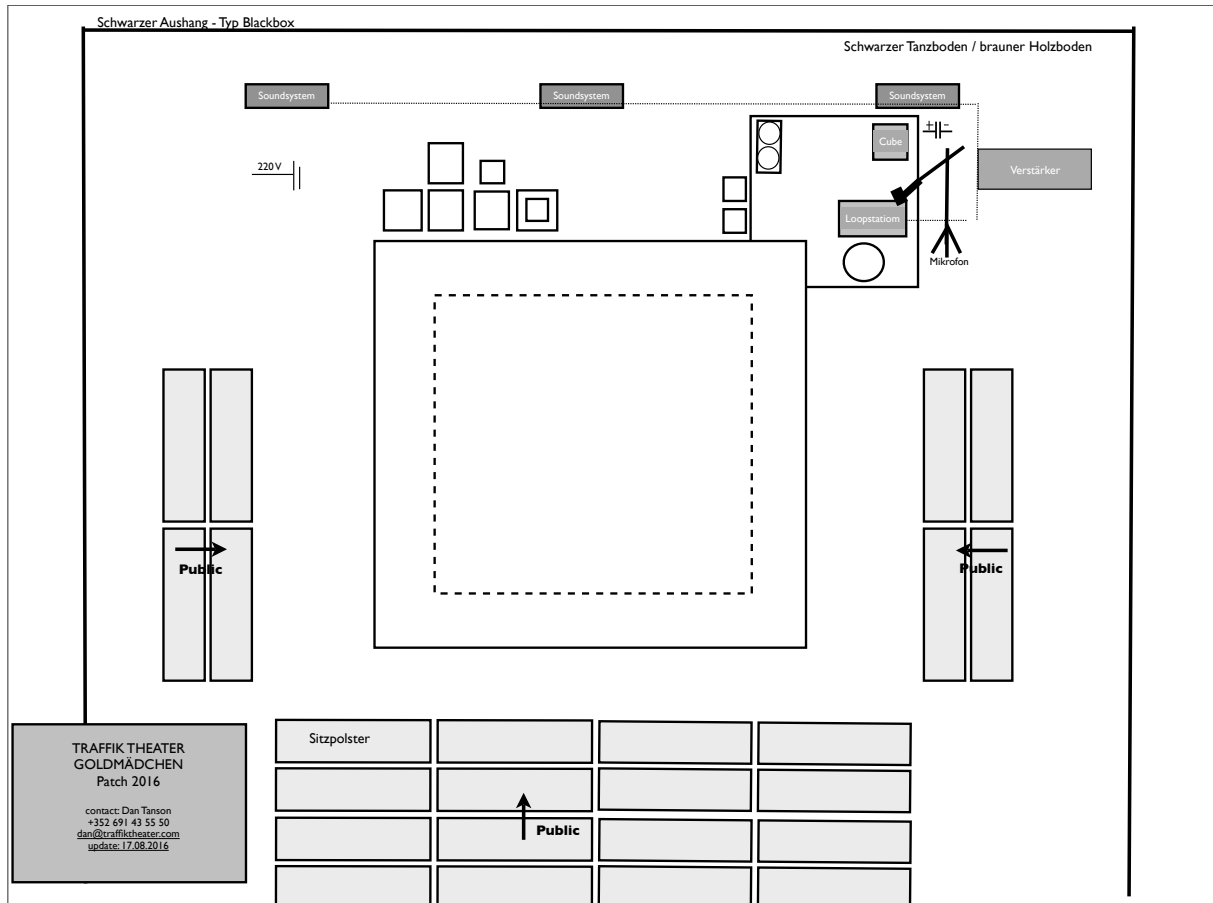 Schwarzer Aushang - Typ Blackbox
Schwarzer Tanzboden / brauner Holzboden
Soundsystem
Soundsystem
Soundsystem
+ -
Cube
220 V
Verstärker
Loopstatiom
Mikrofon
Public
Public
Sitzpolster
Public
TRAFFIK THEATER
GOLDMÄDCHEN
Patch 2016
contact: Dan Tanson
+352 691 43 55 50
dan@traffiktheater.com
update: 17.08.2016